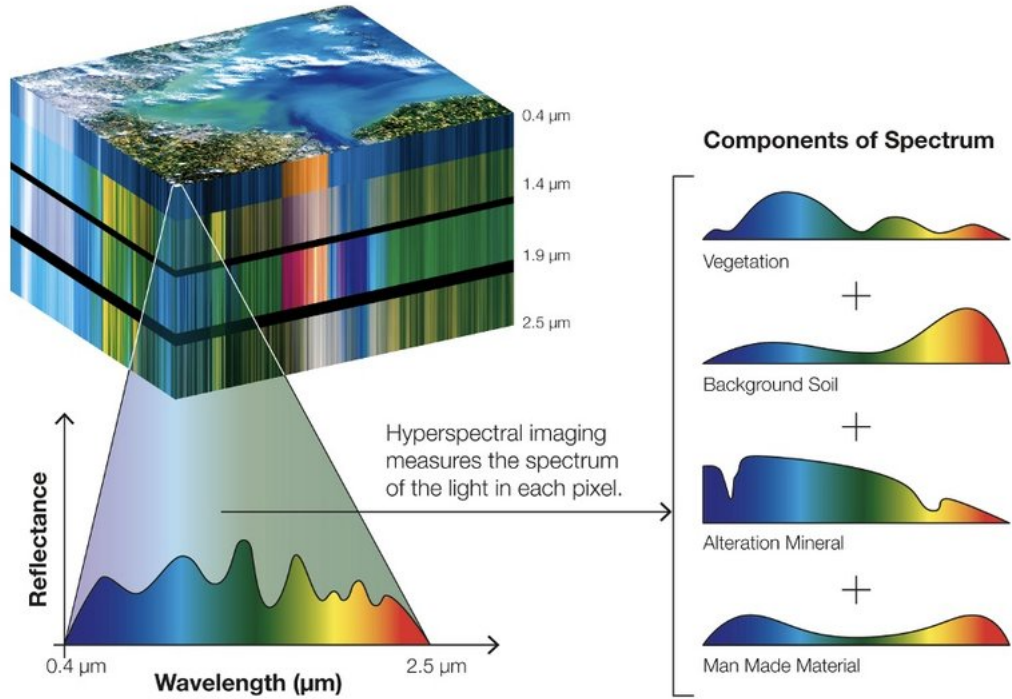 0.4 µm
1.4 µm
1.9 µm
2.5 µm
Hyperspectral imaging
measures the spectrum
of the light in each pixel.
Reflectance
0.4 µm
2.5 µm
Wavelength (µm)
Components of Spectrum
Vegetation
+
Background Soil
+
Alteration Mineral
+
Man Made Material